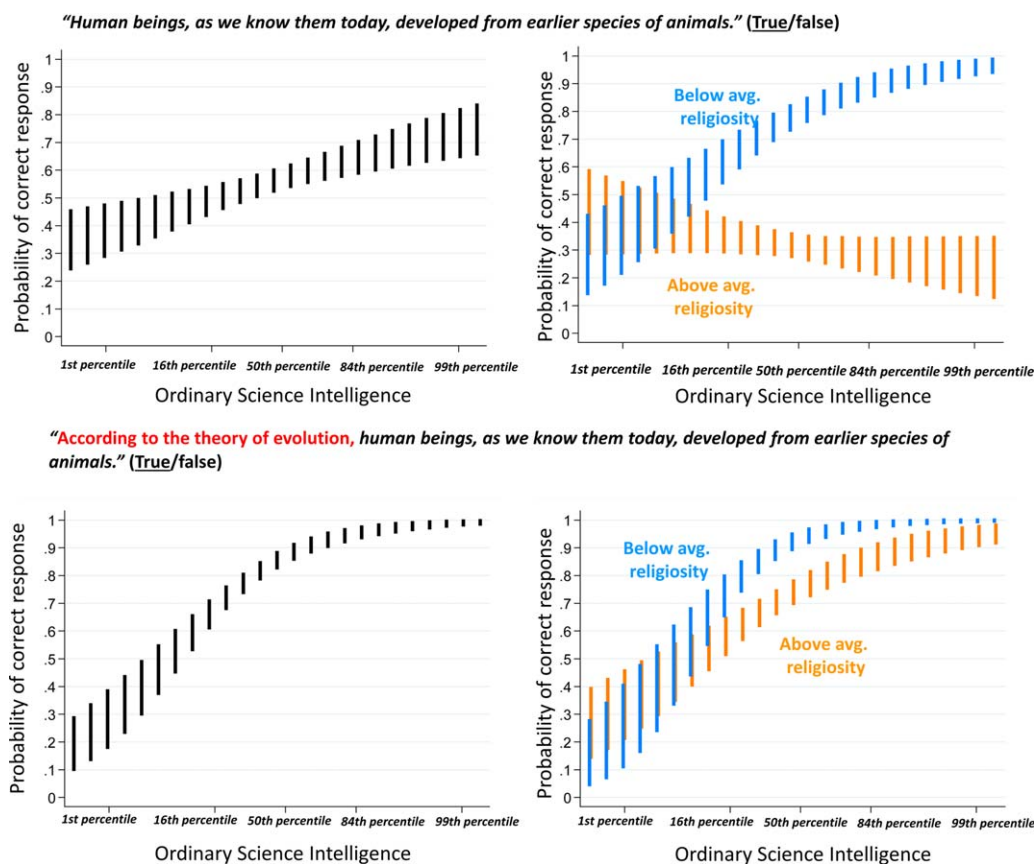 “Human beings, as we know them today, developed from earlier species of animals.” (True/false)
Probability of correct response
1
.9
.8
.7
.6
.5
.4
.3
.2
.1
0
1st percentile 16th percentile 50th percentile 84th percentile 99th percentile
Ordinary Science Intelligence
Probability of correct response
1
.9
.8
.7
.6
.5
.4
.3
.2
.1
0
Below avg.
religiosity
Above avg.
religiosity
1st percentile 16th percentile 50th percentile 84th percentile 99th percentile
Ordinary Science Intelligence
“According to the theory of evolution, human beings, as we know them today, developed from earlier species of
animals.” (True/false)
Probability of correct response
1
.9
.8
.7
.6
.5
.4
.3
.2
.1
0
1st percentile 16th percentile 50th percentile 84th percentile 99th percentile
Ordinary Science Intelligence
Probability of correct response
1
.9
.8
.7
.6
.5
.4
.3
.2
.1
0
Below avg.
religiosity
Above avg.
religiosity
1st percentile 16th percentile 50th percentile 84th percentile 99th percentile
Ordinary Science Intelligence